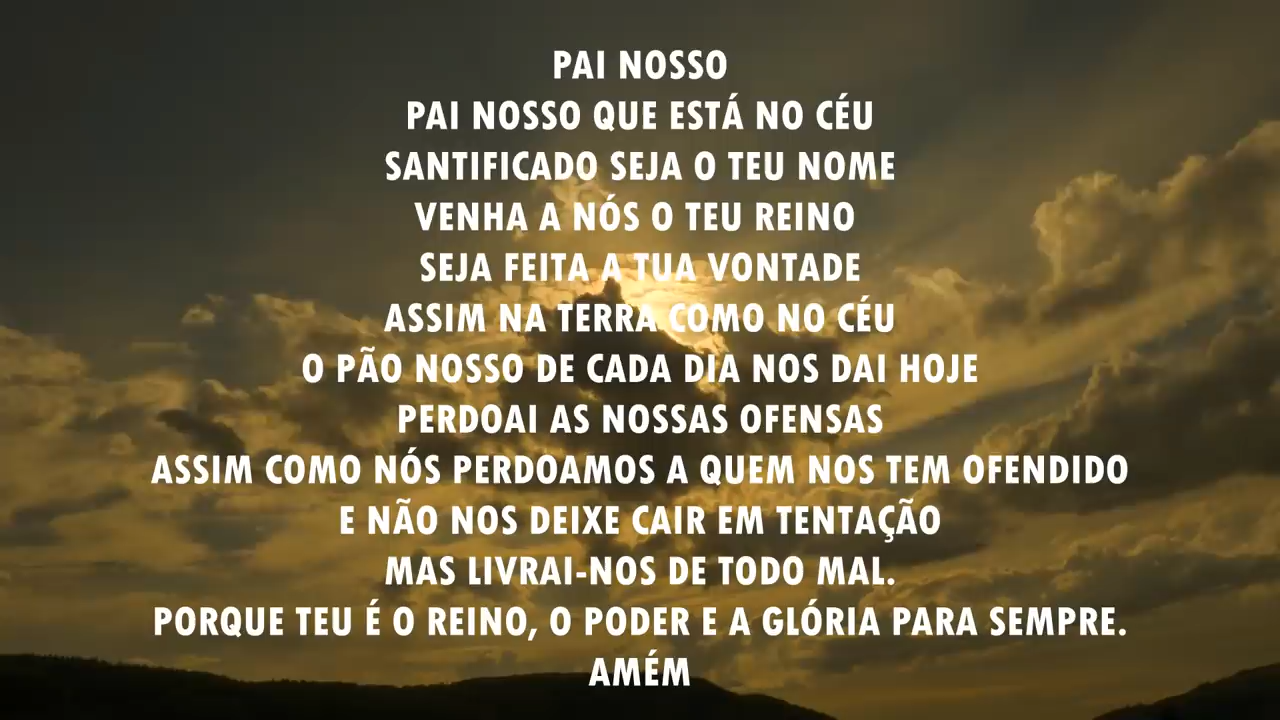 PAI NOSSO
PAI NOSSO QUE ESTÁ NO CÉU
SANTIFICADO SEJA O TEU NOME
VENHA A NÓS O TEU REINO
SEJA FEITA A TUA VONTADE
ASSIM NA TERRA COMO NO CÉU
O PÃO NOSSO DE CADA DIA NOS DAI HOJE
PERDOAI AS NOSSAS OFENSAS
ASSIM COMO NÓS PERDOAMOS A QUEM NOS TEM OFENDIDO
E NÃO NOS DEIXE CAIR EM TENTAÇÃO
MAS LIVRAI-NOS DE TODO MAL.
PORQUE TEU É O REINO, O PODER E A GLÓRIA PARA SEMPRE.
AMÉM